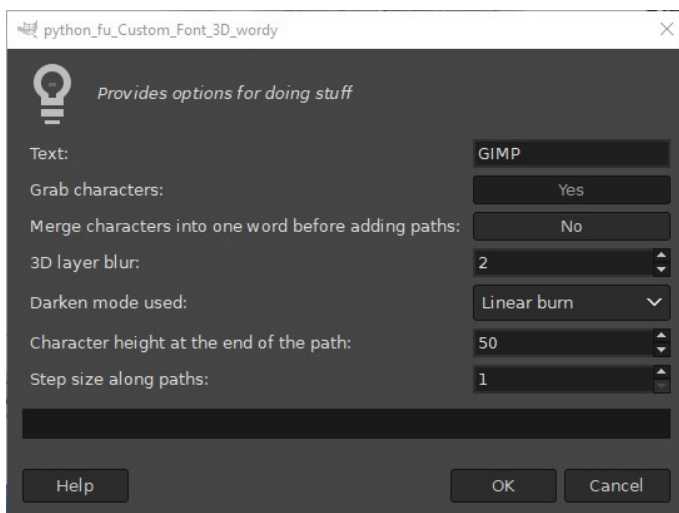 python_fu_Custom_Font_3D_wordy
Provides options for doing stuff
Text: GIMP
Grab characters: Yes
Merge characters into one word before adding paths: No
3D layer blur: 2
Darken mode used: Linear burn
Character height at the end of the path: 50
Step size along paths: 1
Help OK Cancel